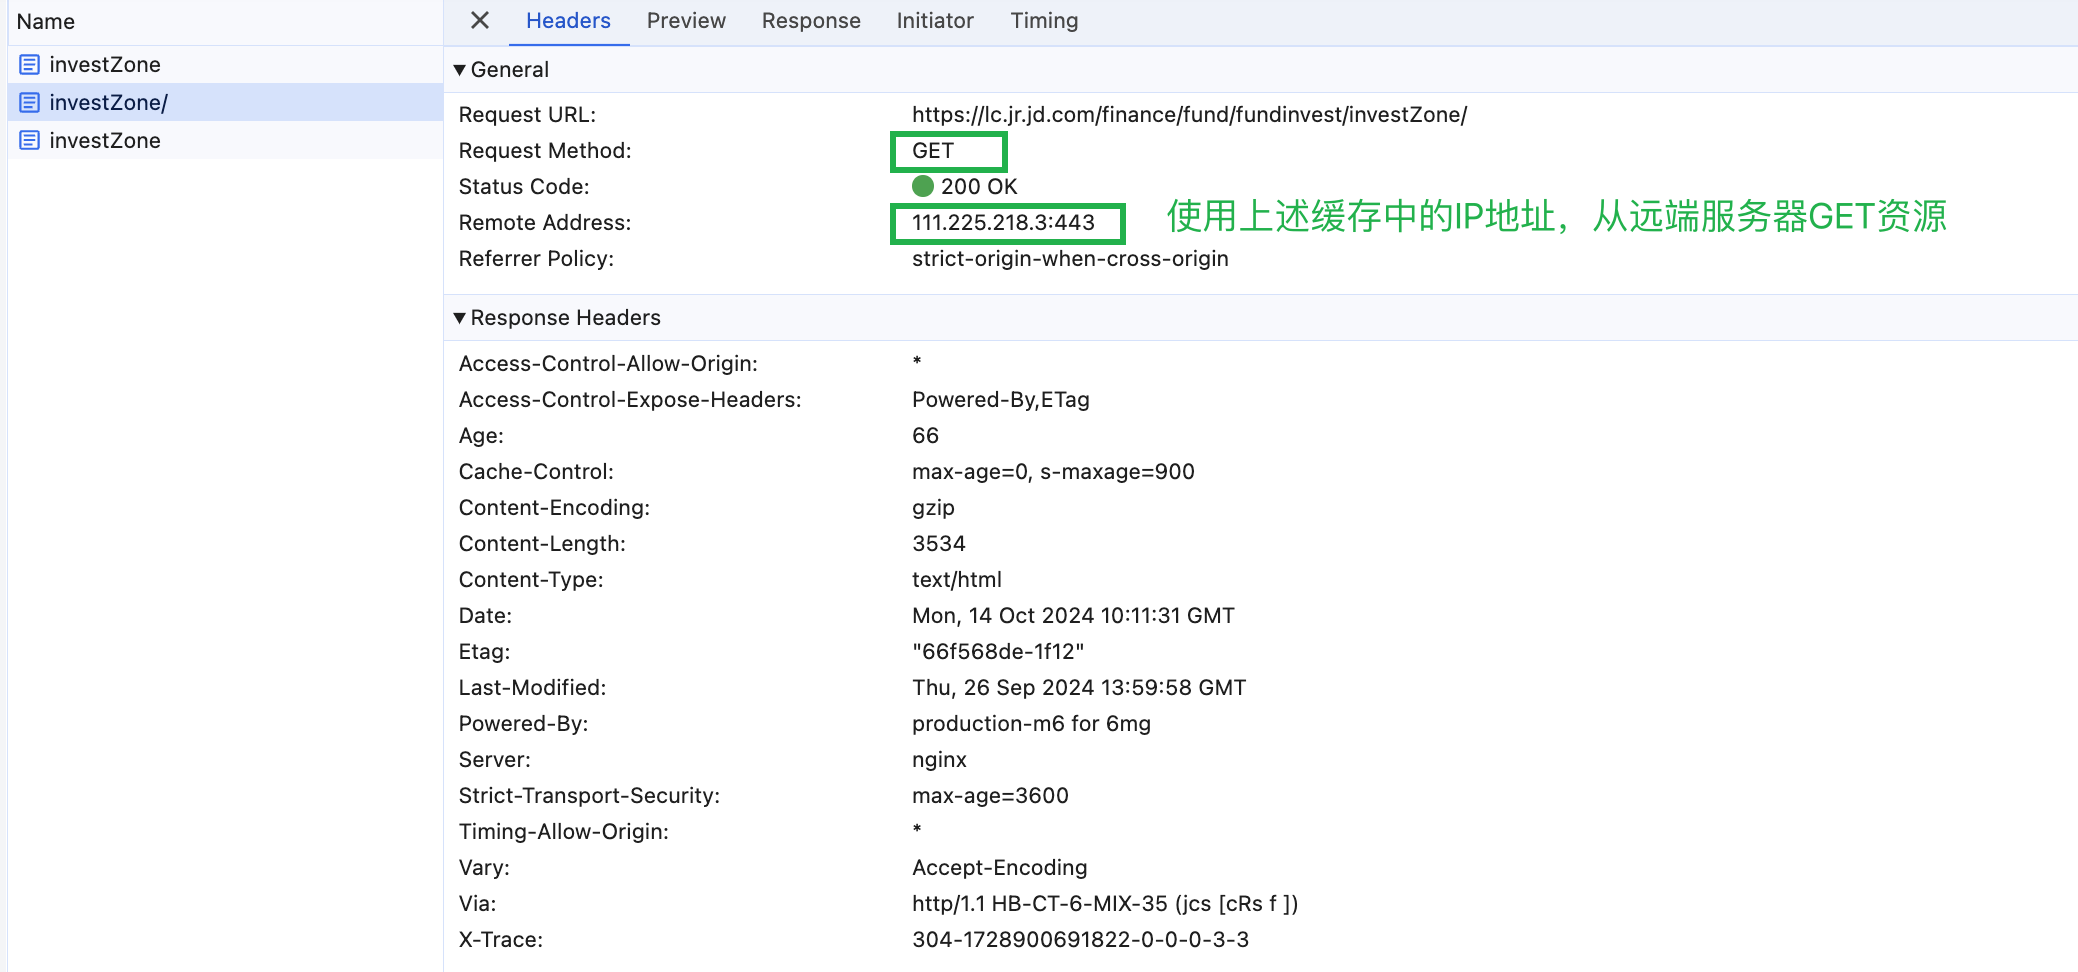 Name
investZone
investZone/
investZone
Headers Preview Response Initiator Timing
General
Request URL: https://lc.jr.jd.com/finance/fund/fundinvest/investZone/
Request Method: GET
Status Code: 200 OK
Remote Address: 111.225.218.3:443
使用上述缓存中的IP地址，从远端服务器GET资源
Referrer Policy: strict-origin-when-cross-origin
Response Headers
Access-Control-Allow-Origin: *
Access-Control-Expose-Headers: Powered-By,ETag
Age: 66
Cache-Control: max-age=0, s-maxage=900
Content-Encoding: gzip
Content-Length: 3534
Content-Type: text/html
Date: Mon, 14 Oct 2024 10:11:31 GMT
Etag: "66f568de-1f12"
Last-Modified: Thu, 26 Sep 2024 13:59:58 GMT
Powered-By: production-m6 for 6mg
Server: nginx
Strict-Transport-Security: max-age=3600
Timing-Allow-Origin: *
Vary: Accept-Encoding
Via: http/1.1 HB-CT-6-MIX-35 (jcs [cRs f ])
X-Trace: 304-1728900691822-0-0-0-3-3